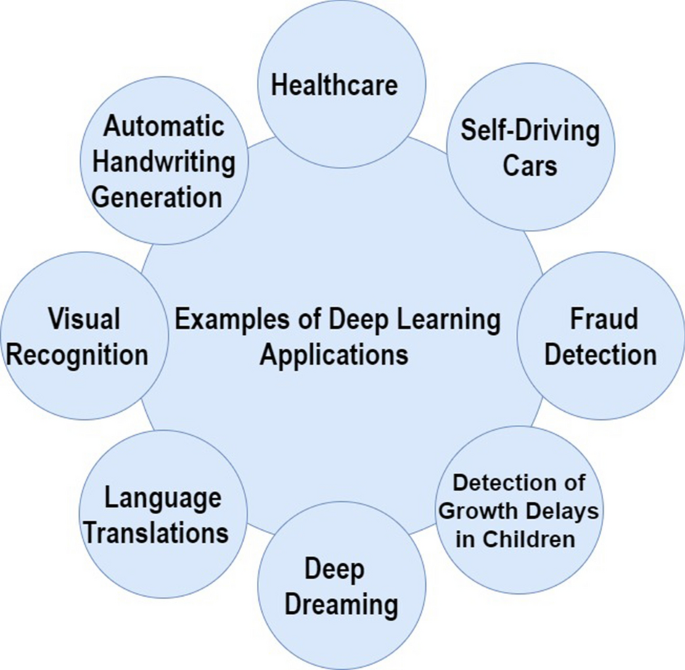 Healthcare
Self-Driving
Cars
Fraud
Detection
Detection of
Growth Delays
in Children
Deep
Dreaming
Language
Translations
Visual
Recognition
Automatic
Handwriting
Generation
Examples of Deep Learning
Applications